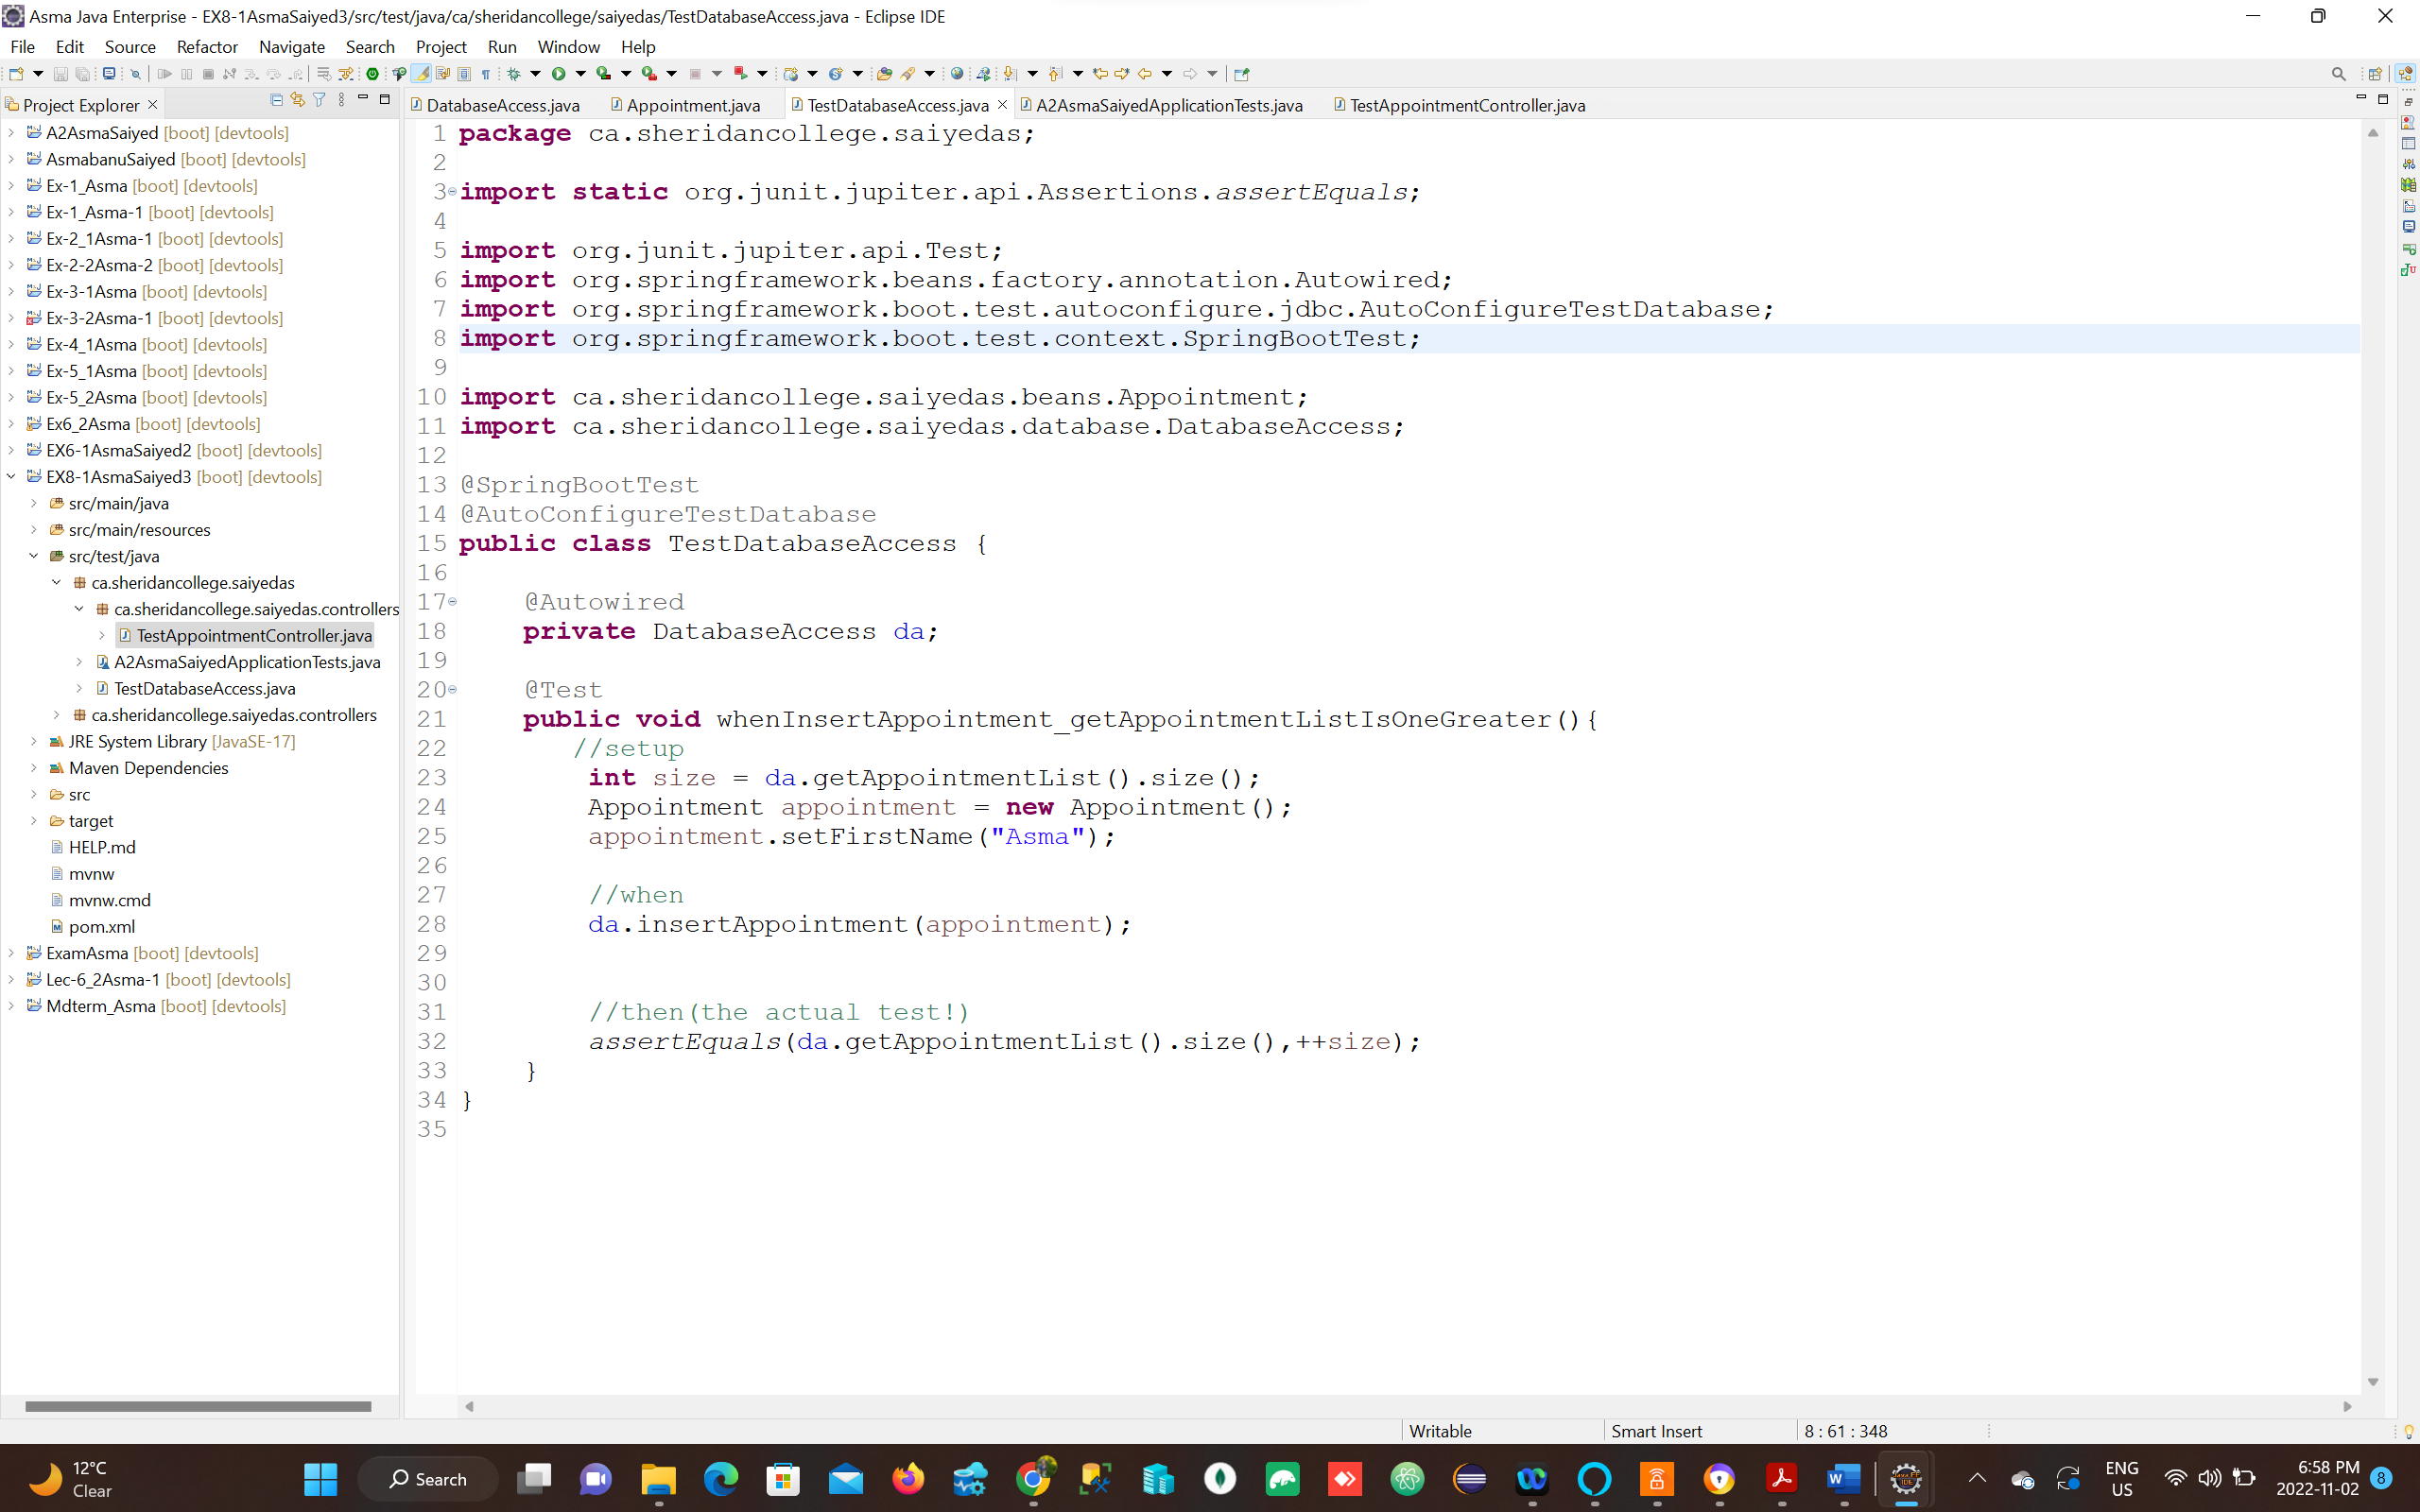 Asma Java Enterprise - EX8-1AsmaSaiyed3/src/test/java/ca/sheridancollege/saiyedas/TestDatabaseAccess.java - Eclipse IDE
File Edit Source Refactor Navigate Search Project Run Window Help
Project Explorer
A2AsmaSaiyed [boot] [devtools]
AsmabanuSaiyed [boot] [devtools]
Ex-1_Asma [boot] [devtools]
Ex-1_Asma-1 [boot] [devtools]
Ex-2_1Asma-1 [boot] [devtools]
Ex-2-2Asma-2 [boot] [devtools]
Ex-3-1Asma [boot] [devtools]
Ex-3-2Asma-1 [boot] [devtools]
Ex-4_1Asma [boot] [devtools]
Ex-5_1Asma [boot] [devtools]
Ex-5_2Asma [boot] [devtools]
Ex6_2Asma [boot] [devtools]
EX6-1AsmaSaiyed2 [boot] [devtools]
EX8-1AsmaSaiyed3 [boot] [devtools]
src/main/java
src/main/resources
src/test/java
ca.sheridancollege.saiyedas
ca.sheridancollege.saiyedas.controllers
TestAppointmentController.java
A2AsmaSaiyedApplicationTests.java
TestDatabaseAccess.java
ca.sheridancollege.saiyedas.controllers
JRE System Library [JavaSE-17]
Maven Dependencies
src
target
HELP.md
mvnw
mvnw.cmd
pom.xml
ExamAsma [boot] [devtools]
Lec-6_2Asma-1 [boot] [devtools]
Mdterm_Asma [boot] [devtools]
DatabaseAccess.java Appointment.java TestDatabaseAccess.java A2AsmaSaiyedApplicationTests.java TestAppointmentController.java
1 package ca.sheridancollege.saiyedas;
2
3 import static org.junit.jupiter.api.Assertions.assertEquals;
4
5 import org.junit.jupiter.api.Test;
6 import org.springframework.beans.factory.annotation.Autowired;
7 import org.springframework.boot.test.autoconfigure.jdbc.AutoConfigureTestDatabase;
8 import org.springframework.boot.test.context.SpringBootTest;
9
10 import ca.sheridancollege.saiyedas.beans.Appointment;
11 import ca.sheridancollege.saiyedas.database.DatabaseAccess;
12
13 @SpringBootTest
14 @AutoConfigureTestDatabase
15 public class TestDatabaseAccess {
16
17 @Autowired
18 private DatabaseAccess da;
19
20 @Test
21 public void whenInsertAppointment_getAppointmentListIsOneGreater(){
22 //setup
23 int size = da.getAppointmentList().size();
24 Appointment appointment = new Appointment();
25 appointment.setFirstName("Asma");
26
27 //when
28 da.insertAppointment(appointment);
29
30
31 //then(the actual test!)
32 assertEquals(da.getAppointmentList().size(),++size);
33 }
34 }
35
Writable Smart Insert 8 : 61 : 348
12°C
Clear
Search
ENG
US
6:58 PM
2022-11-02
8